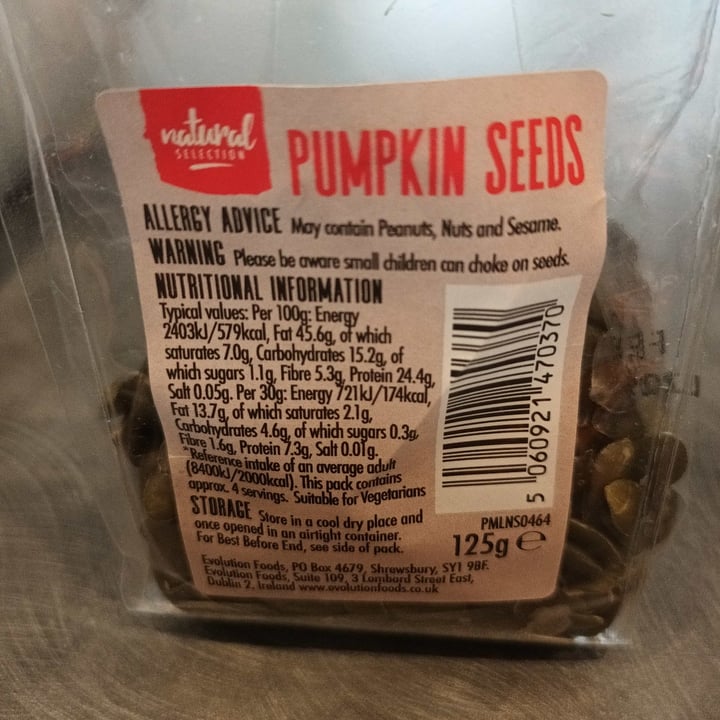 natural
SELECTION
PUMPKIN SEEDS
ALLERGY ADVICE May contain Peanuts, Nuts and Sesame.
WARNING Please be aware small children can choke on seeds.
NUTRITIONAL INFORMATION
Typical values: Per 100g: Energy
2403kJ/579kcal, Fat 45.6g, of which
saturates 7.0g, Carbohydrates 15.2g, of
which sugars 1.1g, Fibre 5.3g, Protein 24.4g,
Salt 0.05g. Per 30g: Energy 721kJ/174kcal,
Fat 13.7g, of which saturates 2.1g,
Carbohydrates 4.6g, of which sugars 0.3g,
Fibre 1.6g, Protein 7.3g, Salt 0.01g.
*Reference intake of an average adult
(8400kJ/2000kcal). This pack contains
approx. 4 servings. Suitable for Vegetarians
STORAGE Store in a cool dry place and
once opened in an airtight container.
For Best Before End, see side of pack.
5 060921 470370
PMLNS0464
125g ℮
Evolution Foods, PO Box 4679, Shrewsbury, SY1 9BF.
Evolution Foods, Suite 109, 3 Lombard Street East,
Dublin 2, Ireland www.evolutionfoods.co.uk